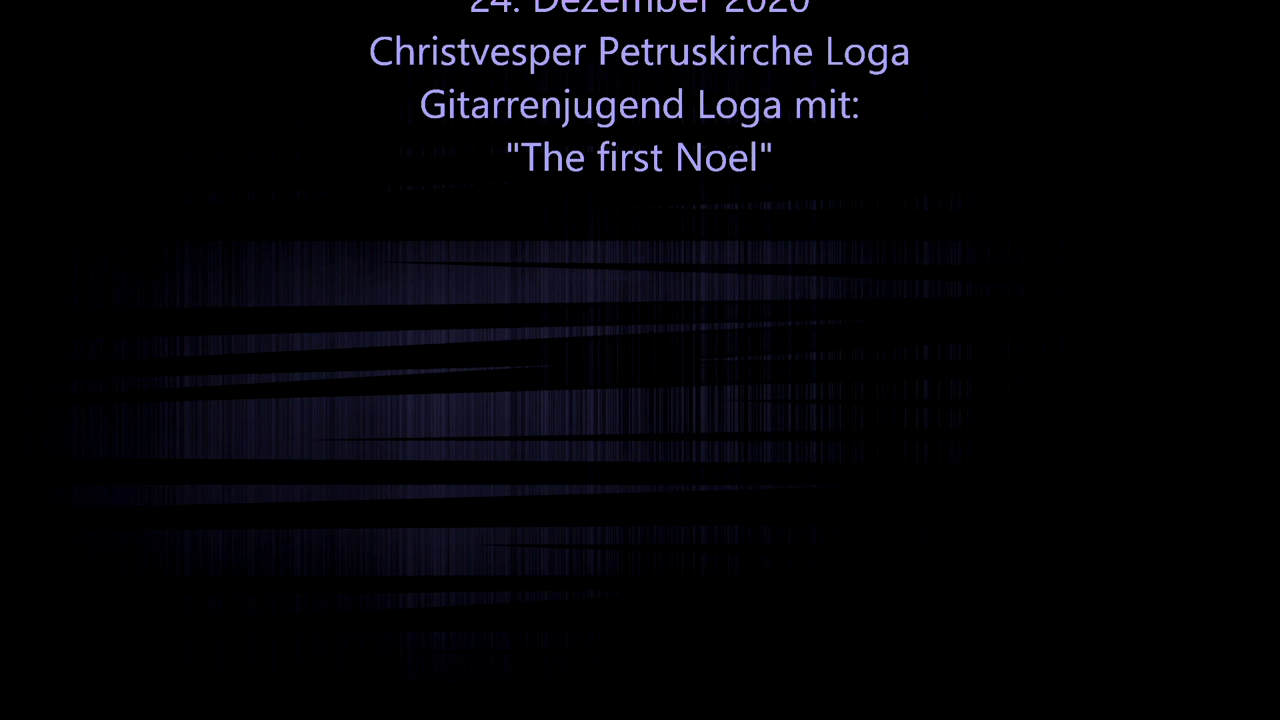 24. Dezember 2020
Christvesper Petruskirche Loga
Gitarrenjugend Loga mit:
"The first Noel"